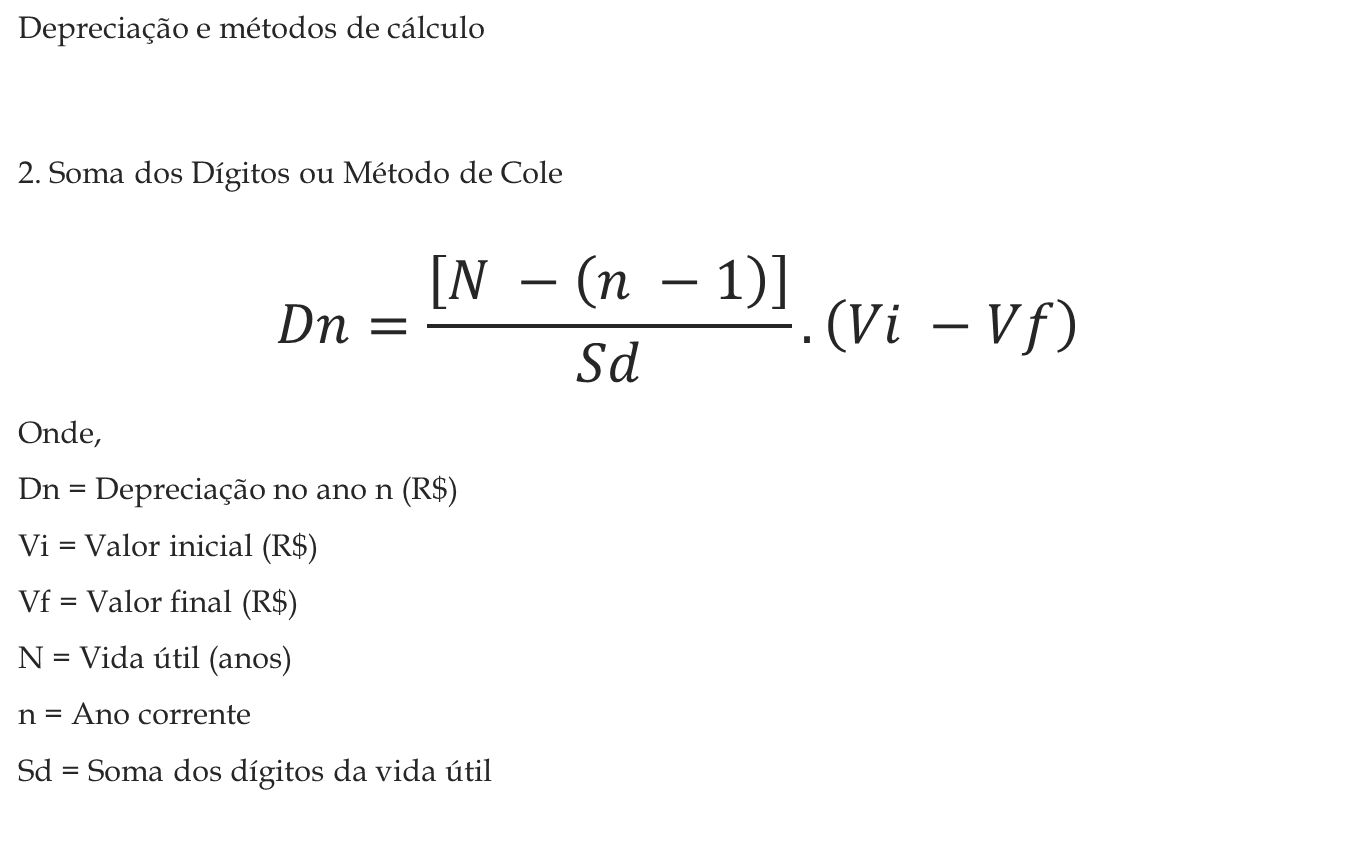 Depreciação e métodos de cálculo
2. Soma dos Dígitos ou Método de Cole
Dn = [N − (n − 1)] / Sd . (Vi − Vf)
Onde,
Dn = Depreciação no ano n (R$)
Vi = Valor inicial (R$)
Vf = Valor final (R$)
N = Vida útil (anos)
n = Ano corrente
Sd = Soma dos dígitos da vida útil